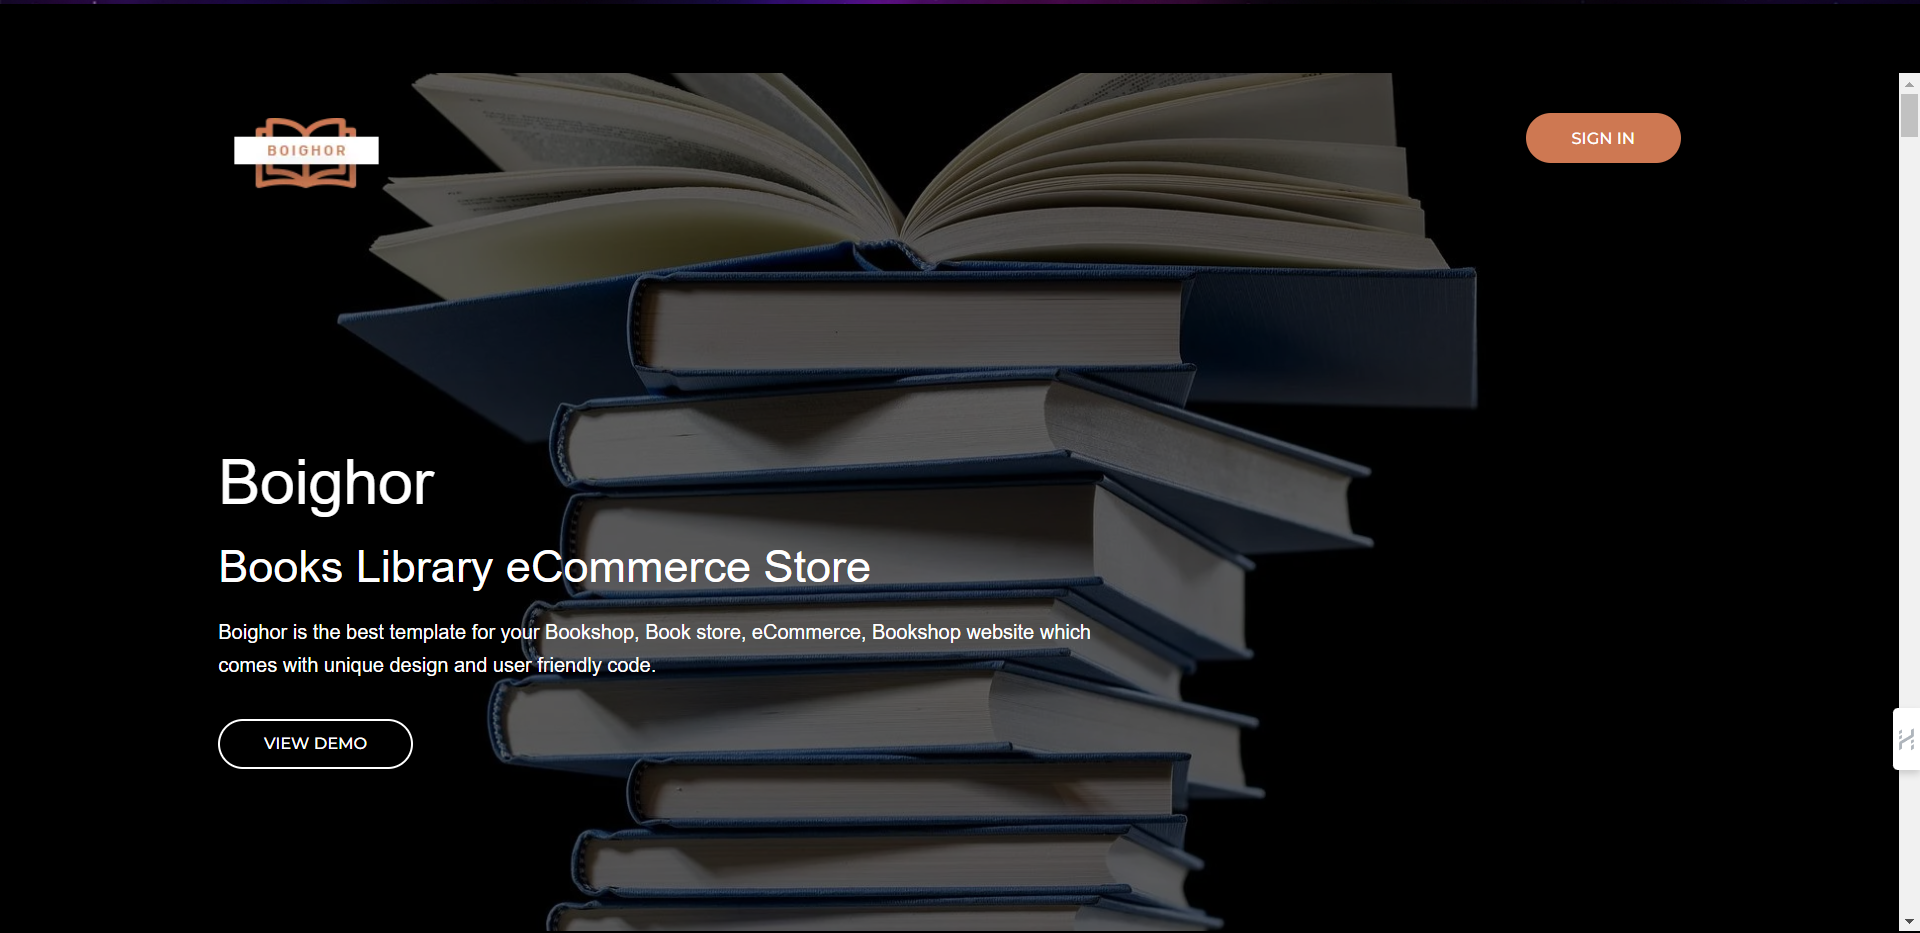 BOIGHOR
SIGN IN
Boighor
Books Library eCommerce Store
Boighor is the best template for your Bookshop, Book store, eCommerce, Bookshop website which
comes with unique design and user friendly code.
VIEW DEMO